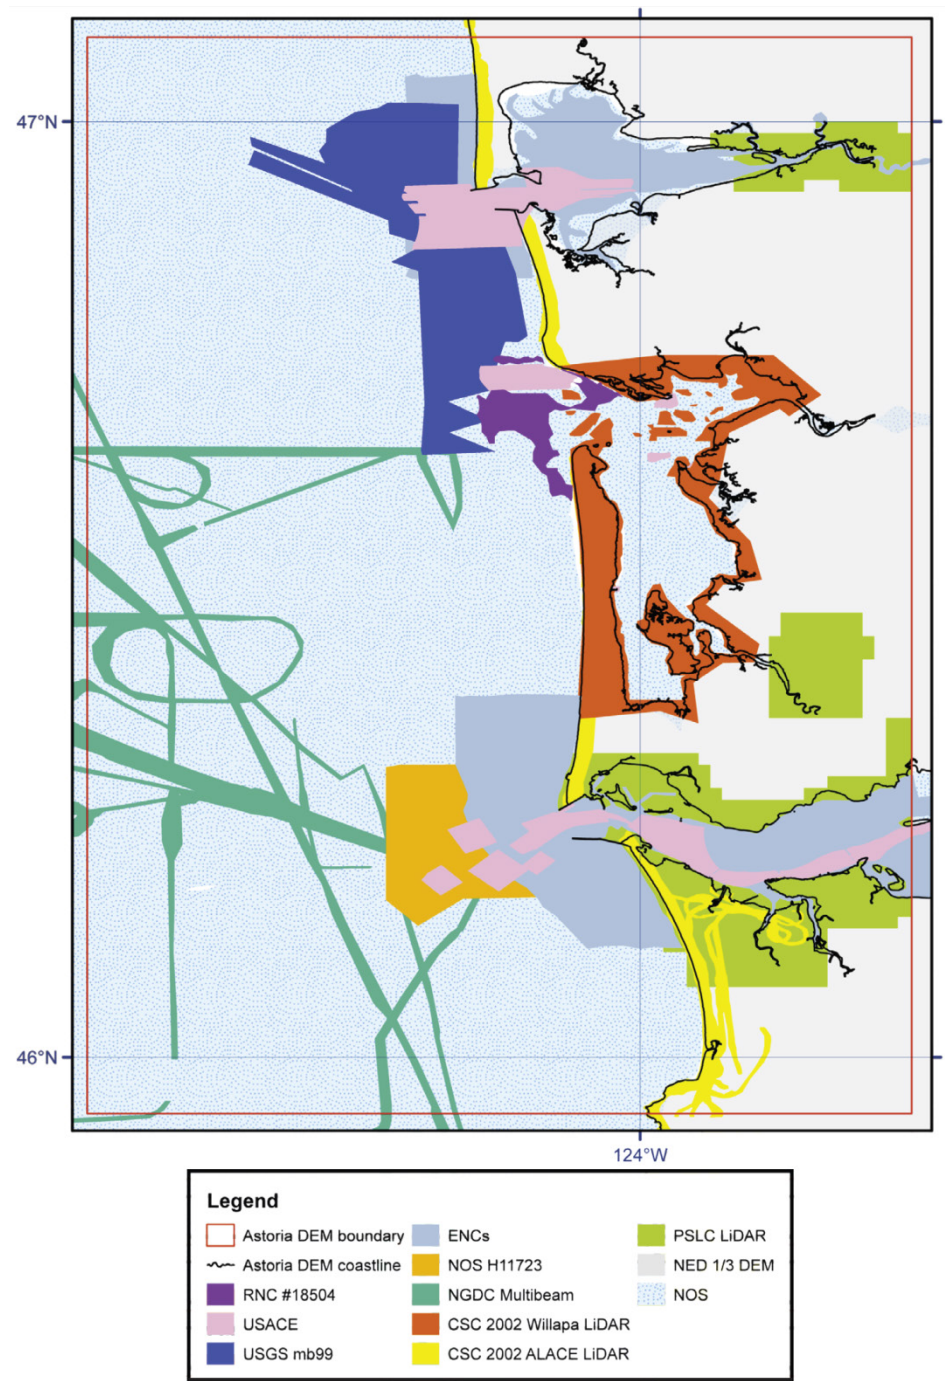 47°N
46°N
124°W
Legend
Astoria DEM boundary
Astoria DEM coastline
RNC #18504
USACE
USGS mb99
ENCs
NOS H11723
NGDC Multibeam
CSC 2002 Willapa LiDAR
CSC 2002 ALACE LiDAR
PSLC LiDAR
NED 1/3 DEM
NOS